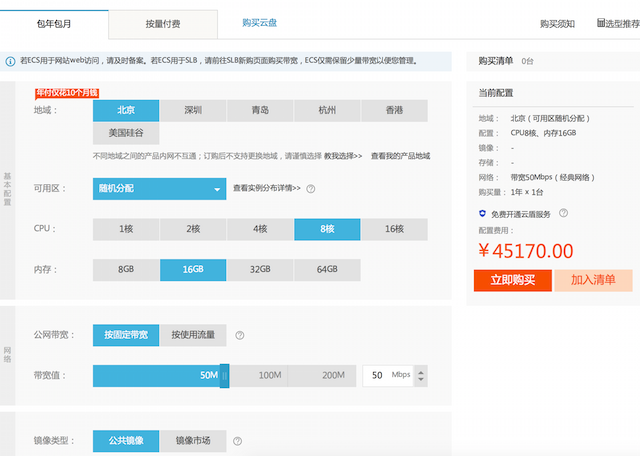 包年包月
按量付费
购买云盘
购买须知
选型推荐
若ECS用于网站web访问，请及时备案。若ECS用于SLB，请前往SLB新购页面购买带宽，ECS仅需保留少量带宽以便您管理。
购买清单 0台
年付仅花10个月钱
地域：
北京
深圳
青岛
杭州
香港
美国硅谷
不同地域之间的产品内网不互通；订购后不支持更换地域，请谨慎选择 教我选择>> 查看我的产品地域
基本配置
可用区：
随机分配
查看实例分布详情>>
CPU：
1核
2核
4核
8核
16核
内存：
8GB
16GB
32GB
64GB
网络
公网带宽：
按固定带宽
按使用流量
带宽值：
50M
100M
200M
50 Mbps
镜像类型：
公共镜像
镜像市场
当前配置
地域： 北京（可用区随机分配）
配置： CPU8核、内存16GB
镜像： -
存储： -
网络： 带宽50Mbps（经典网络）
购买量： 1年 x 1台
免费开通云盾服务
配置费用：
¥45170.00
立即购买
加入清单